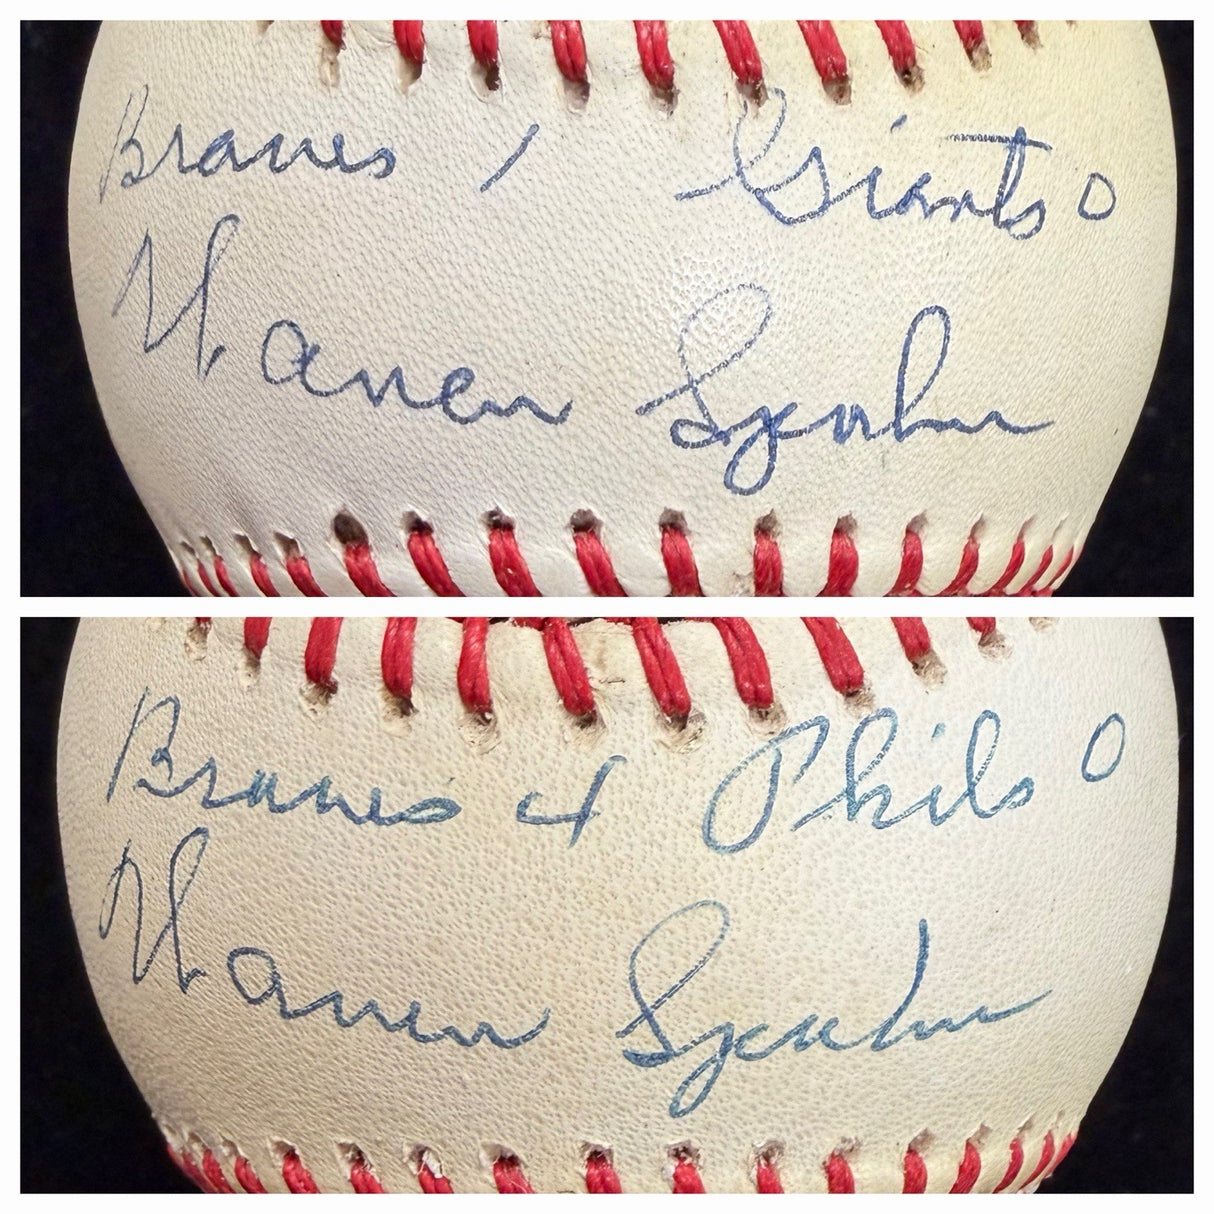 Braves 1 Giants 0
Warren Spahn
Braves 4 Phils 0
Warren Spahn